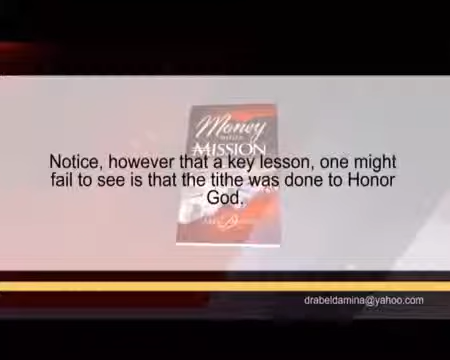 Money
MISSION
Notice, however that a key lesson, one might
fail to see is that the tithe was done to Honor
God.
drabeldamina@yahoo.com